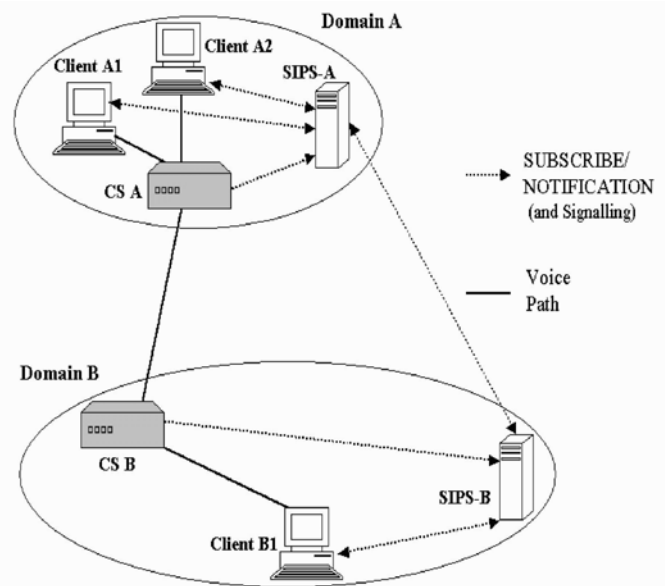 Domain A
Client A2
Client A1
SIPS-A
CS A
SUBSCRIBE/
NOTIFICATION
(and Signalling)
Voice
Path
Domain B
CS B
SIPS-B
Client B1